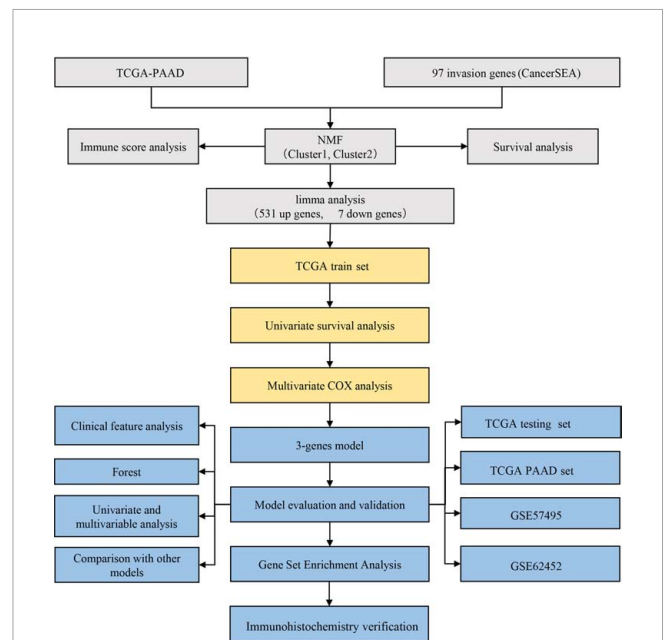 TCGA-PAAD
97 invasion genes (CancerSEA)
Immune score analysis
NMF
(Cluster1, Cluster2)
Survival analysis
limma analysis
(531 up genes, 7 down genes)
TCGA train set
Univariate survival analysis
Multivariate COX analysis
Clinical feature analysis
Forest
Univariate and
multivariable analysis
Comparison with other
models
3-genes model
Model evaluation and validation
Gene Set Enrichment Analysis
Immunohistochemistry verification
TCGA testing set
TCGA PAAD set
GSE57495
GSE62452